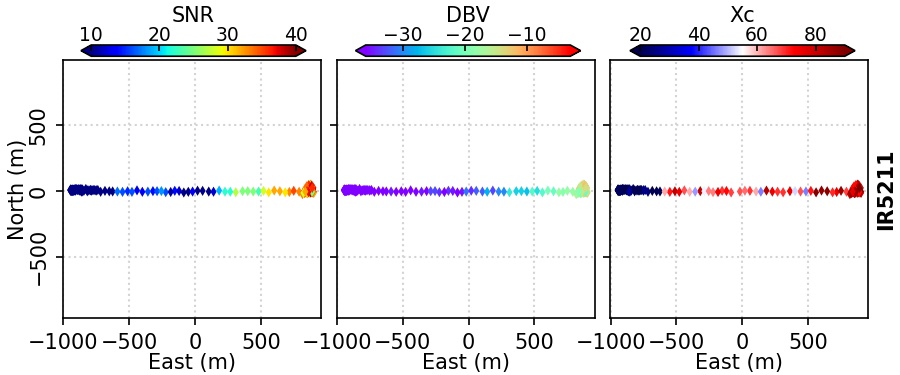 SNR DBV Xc
10 20 30 40 −30 −20 −10 20 40 60 80
500
0
−500
North (m)
IR5211
−1000 −500 0 500 −1000 −500 0 500 −1000 −500 0 500
East (m) East (m) East (m)